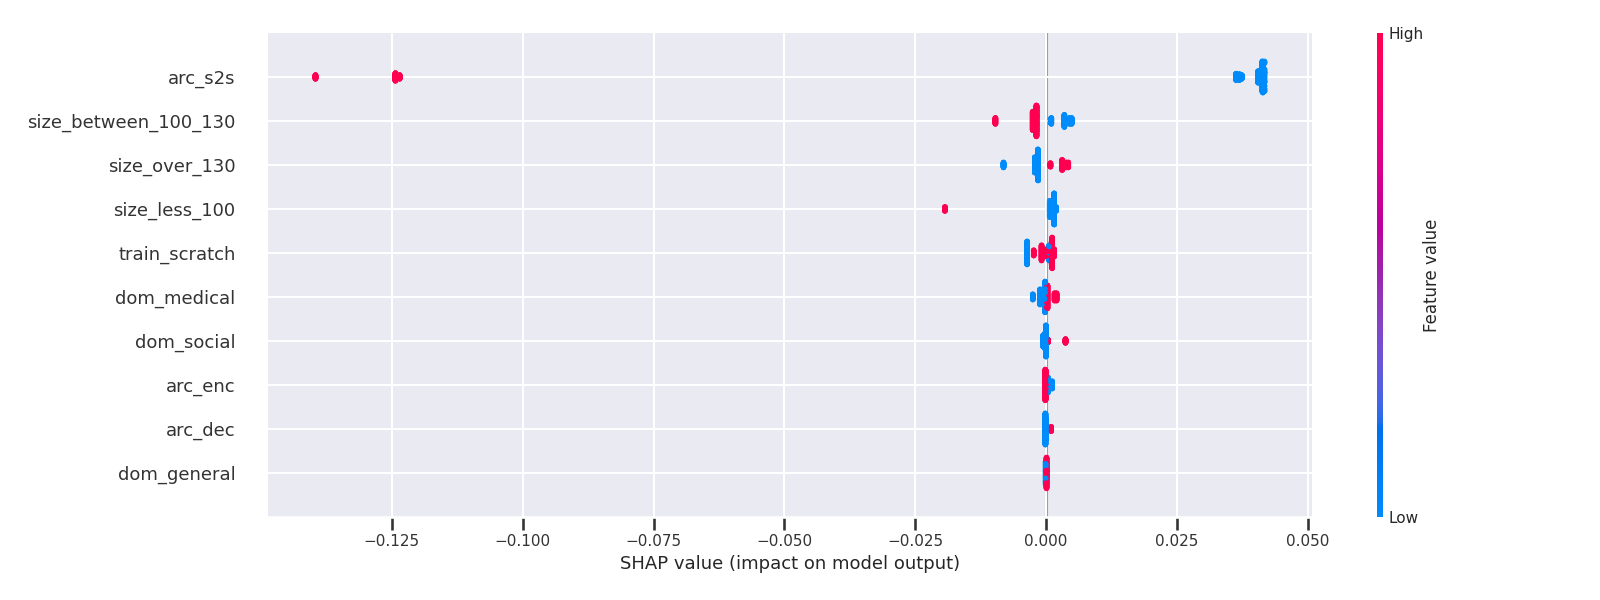 High
arc_s2s
size_between_100_130
size_over_130
size_less_100
train_scratch
dom_medical
dom_social
arc_enc
arc_dec
dom_general
Feature value
Low
−0.125 −0.100 −0.075 −0.050 −0.025 0.000 0.025 0.050
SHAP value (impact on model output)